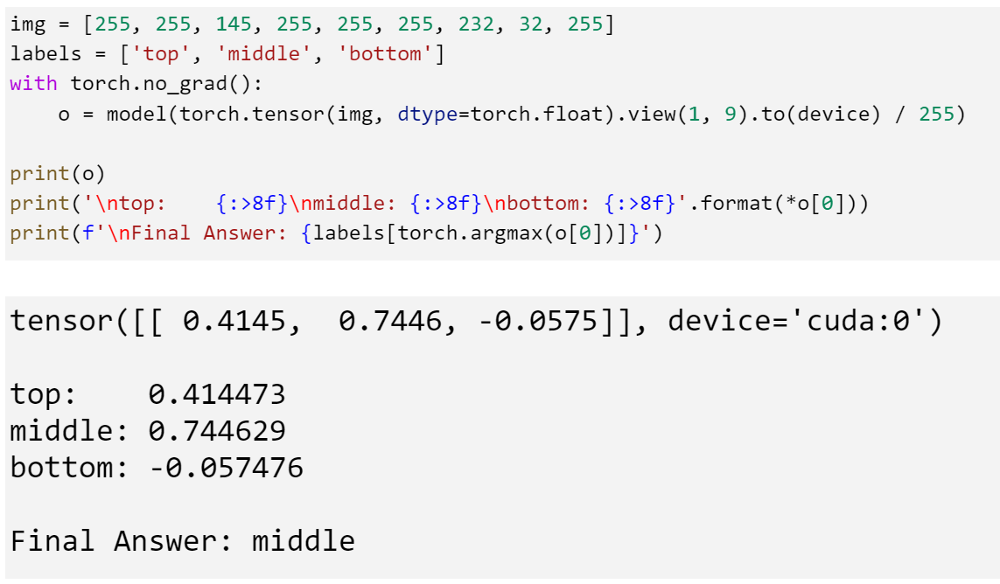 img = [255, 255, 145, 255, 255, 255, 232, 32, 255]
labels = ['top', 'middle', 'bottom']
with torch.no_grad():
    o = model(torch.tensor(img, dtype=torch.float).view(1, 9).to(device) / 255)
print(o)
print('\ntop:    {:>8f}\nmiddle: {:>8f}\nbottom: {:>8f}'.format(*o[0]))
print(f'\nFinal Answer: {labels[torch.argmax(o[0])]}')
tensor([[ 0.4145,  0.7446, -0.0575]], device='cuda:0')
top:    0.414473
middle: 0.744629
bottom: -0.057476
Final Answer: middle